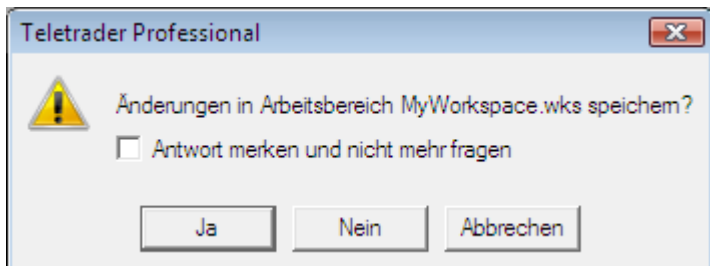 Teletrader Professional
Änderungen in Arbeitsbereich MyWorkspace.wks speichern?
Antwort merken und nicht mehr fragen
Ja Nein Abbrechen